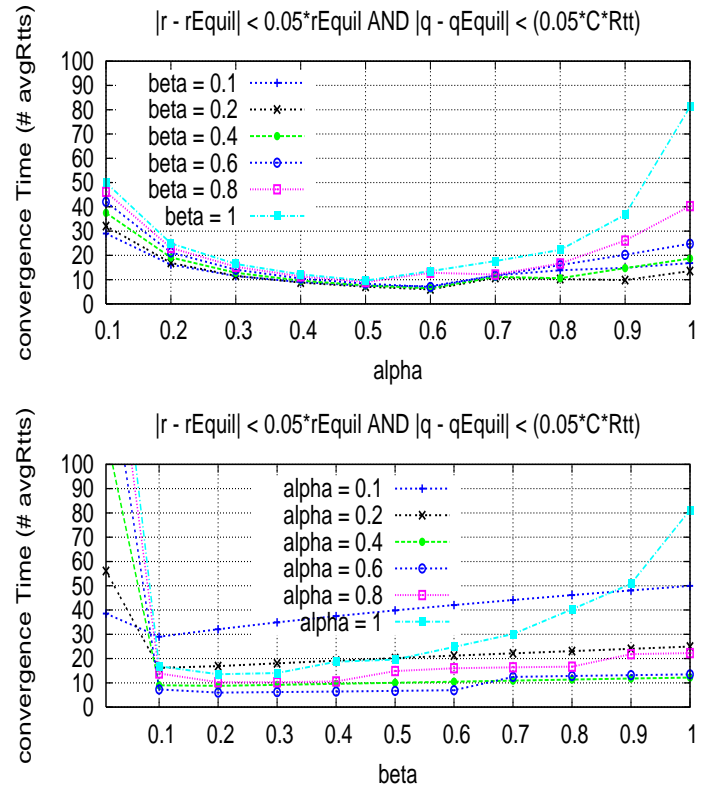 |r - rEquil| < 0.05*rEquil AND |q - qEquil| < (0.05*C*Rtt)
convergence Time (# avgRtts)
100
90
80
70
60
50
40
30
20
10
0
beta = 0.1
beta = 0.2
beta = 0.4
beta = 0.6
beta = 0.8
beta = 1
0.1 0.2 0.3 0.4 0.5 0.6 0.7 0.8 0.9 1
alpha
|r - rEquil| < 0.05*rEquil AND |q - qEquil| < (0.05*C*Rtt)
convergence Time (# avgRtts)
100
90
80
70
60
50
40
30
20
10
0
alpha = 0.1
alpha = 0.2
alpha = 0.4
alpha = 0.6
alpha = 0.8
alpha = 1
0.1 0.2 0.3 0.4 0.5 0.6 0.7 0.8 0.9 1
beta